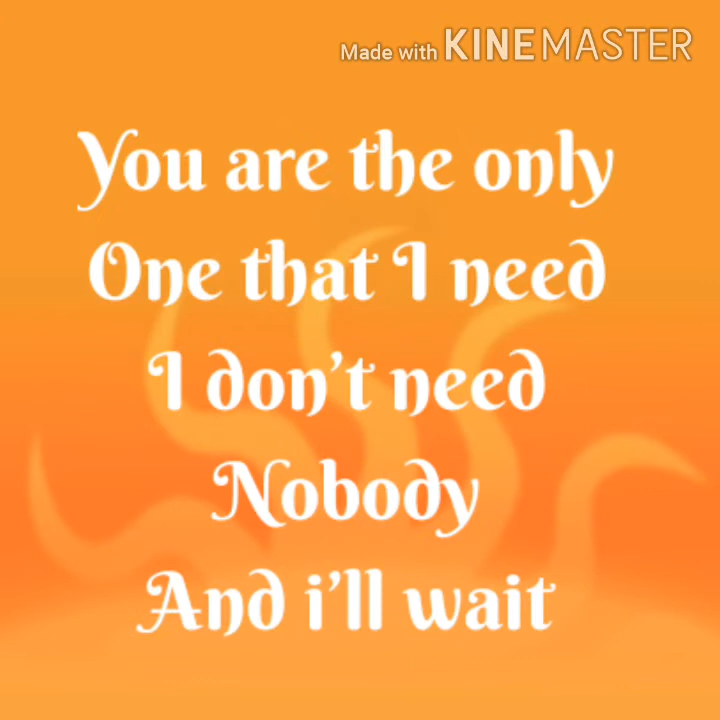 Made with KINEMASTER
You are the only
One that I need
I don't need
Nobody
And i'll wait